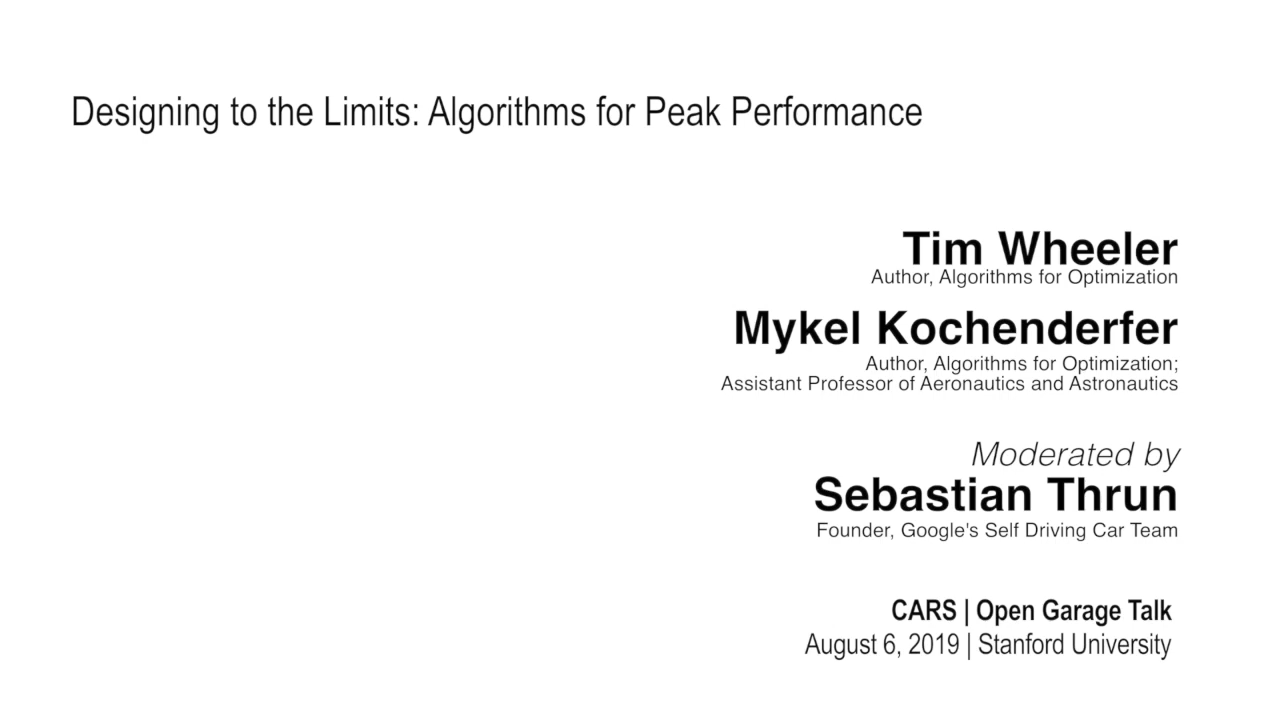 Designing to the Limits: Algorithms for Peak Performance
Tim Wheeler
Author, Algorithms for Optimization
Mykel Kochenderfer
Author, Algorithms for Optimization;
Assistant Professor of Aeronautics and Astronautics
Moderated by
Sebastian Thrun
Founder, Google's Self Driving Car Team
CARS | Open Garage Talk
August 6, 2019 | Stanford University